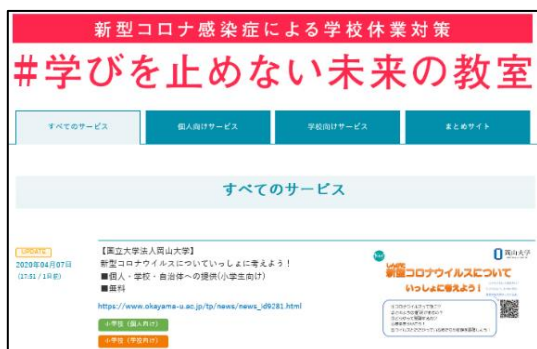 新型コロナ感染症による学校休業対策
#学びを止めない未来の教室
すべてのサービス
個人向けサービス
学校向けサービス
まとめサイト
すべてのサービス
UPDATE
2020年04月07日
(17:51 / 1日前)
【国立大学法人岡山大学】
新型コロナウイルスについていっしょに考えよう！
■個人・学校・自治体への提供(小学生向け)
■無料
https://www.okayama-u.ac.jp/tp/news/news_id9281.html
小学校（個人向け）
小学校（学校向け）
岡山大学
新型コロナウイルスについて
いっしょに考えよう！